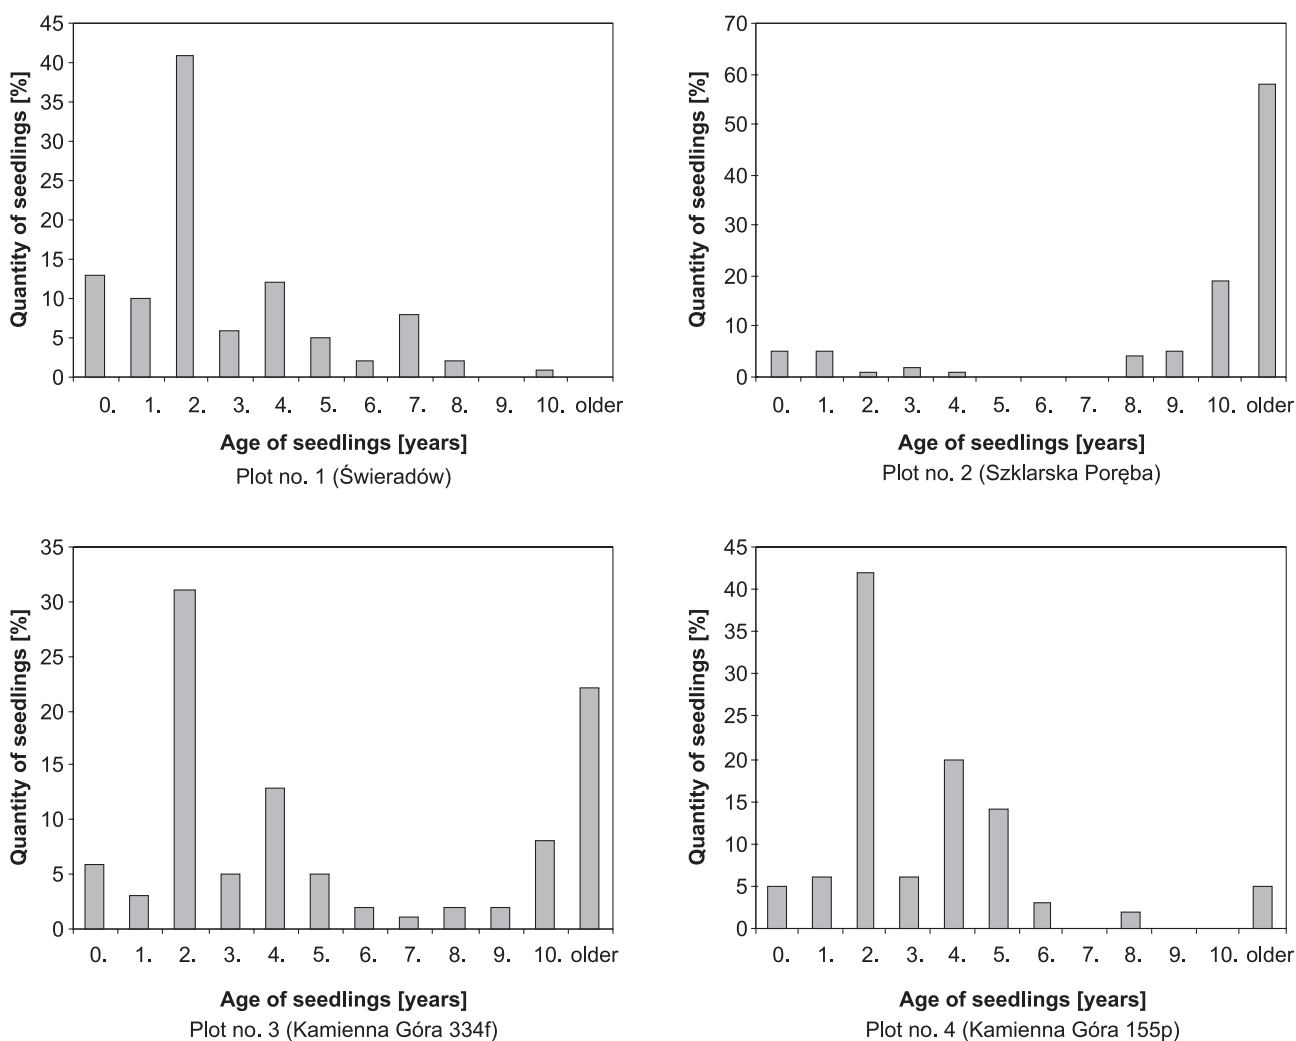 45
40
35
30
25
20
15
10
5
0
Quantity of seedlings [%]
0. 1. 2. 3. 4. 5. 6. 7. 8. 9. 10. older
Age of seedlings [years]
Plot no. 1 (Świeradów)
70
60
50
40
30
20
10
0
Quantity of seedlings [%]
0. 1. 2. 3. 4. 5. 6. 7. 8. 9. 10. older
Age of seedlings [years]
Plot no. 2 (Szklarska Poręba)
35
30
25
20
15
10
5
0
Quantity of seedlings [%]
0. 1. 2. 3. 4. 5. 6. 7. 8. 9. 10. older
Age of seedlings [years]
Plot no. 3 (Kamienna Góra 334f)
45
40
35
30
25
20
15
10
5
0
Quantity of seedlings [%]
0. 1. 2. 3. 4. 5. 6. 7. 8. 9. 10. older
Age of seedlings [years]
Plot no. 4 (Kamienna Góra 155p)